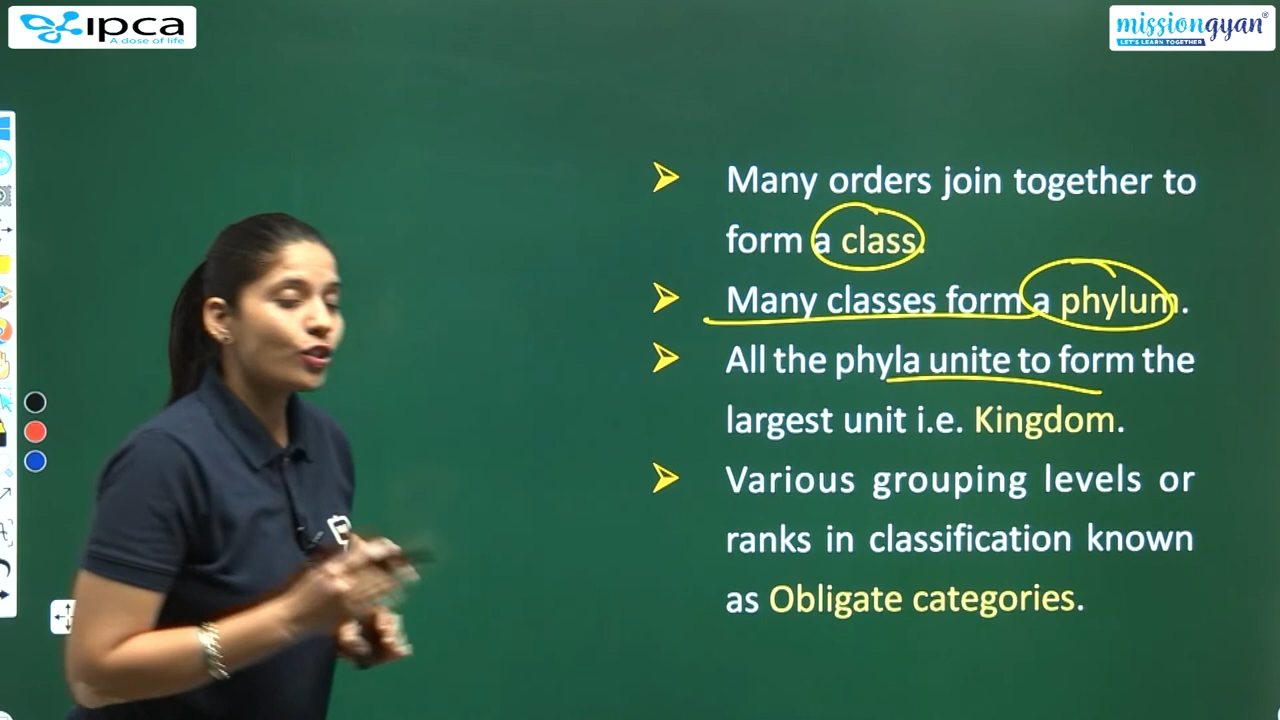 ipca
A dose of life
missiongyan®
LET'S LEARN TOGETHER
Many orders join together to
form a class.
Many classes form a phylum.
All the phyla unite to form the
largest unit i.e. Kingdom.
Various grouping levels or
ranks in classification known
as Obligate categories.